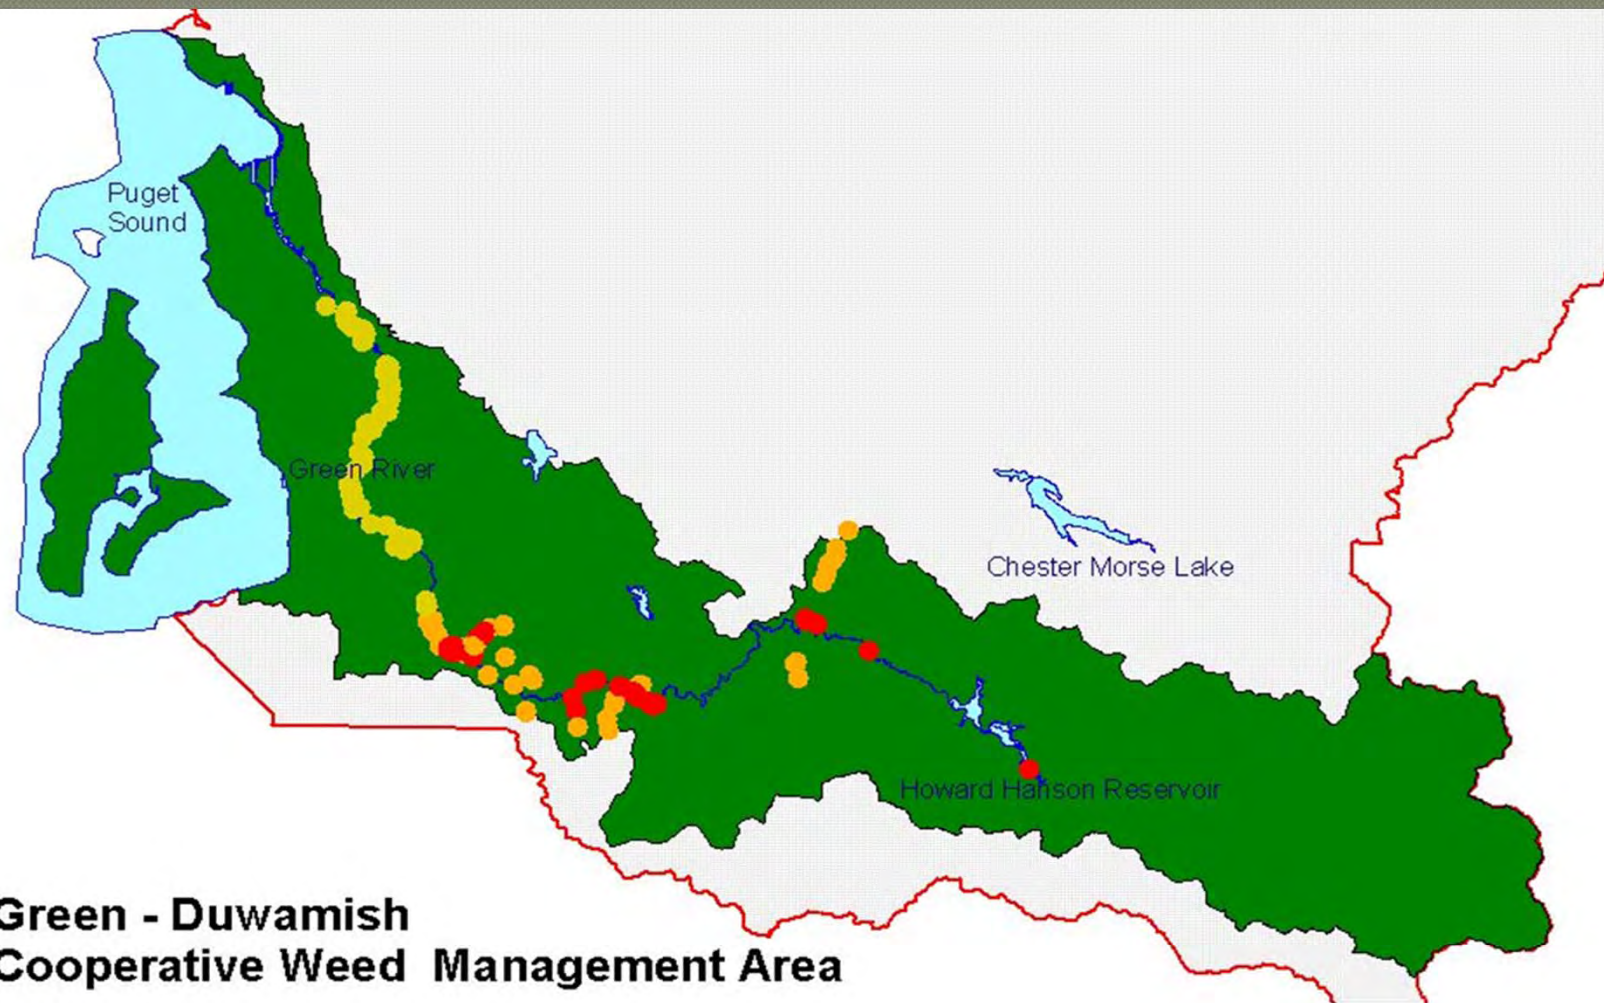 Puget
Sound
Green River
Chester Morse Lake
Howard Hanson Reservoir
Green - Duwamish
Cooperative Weed Management Area